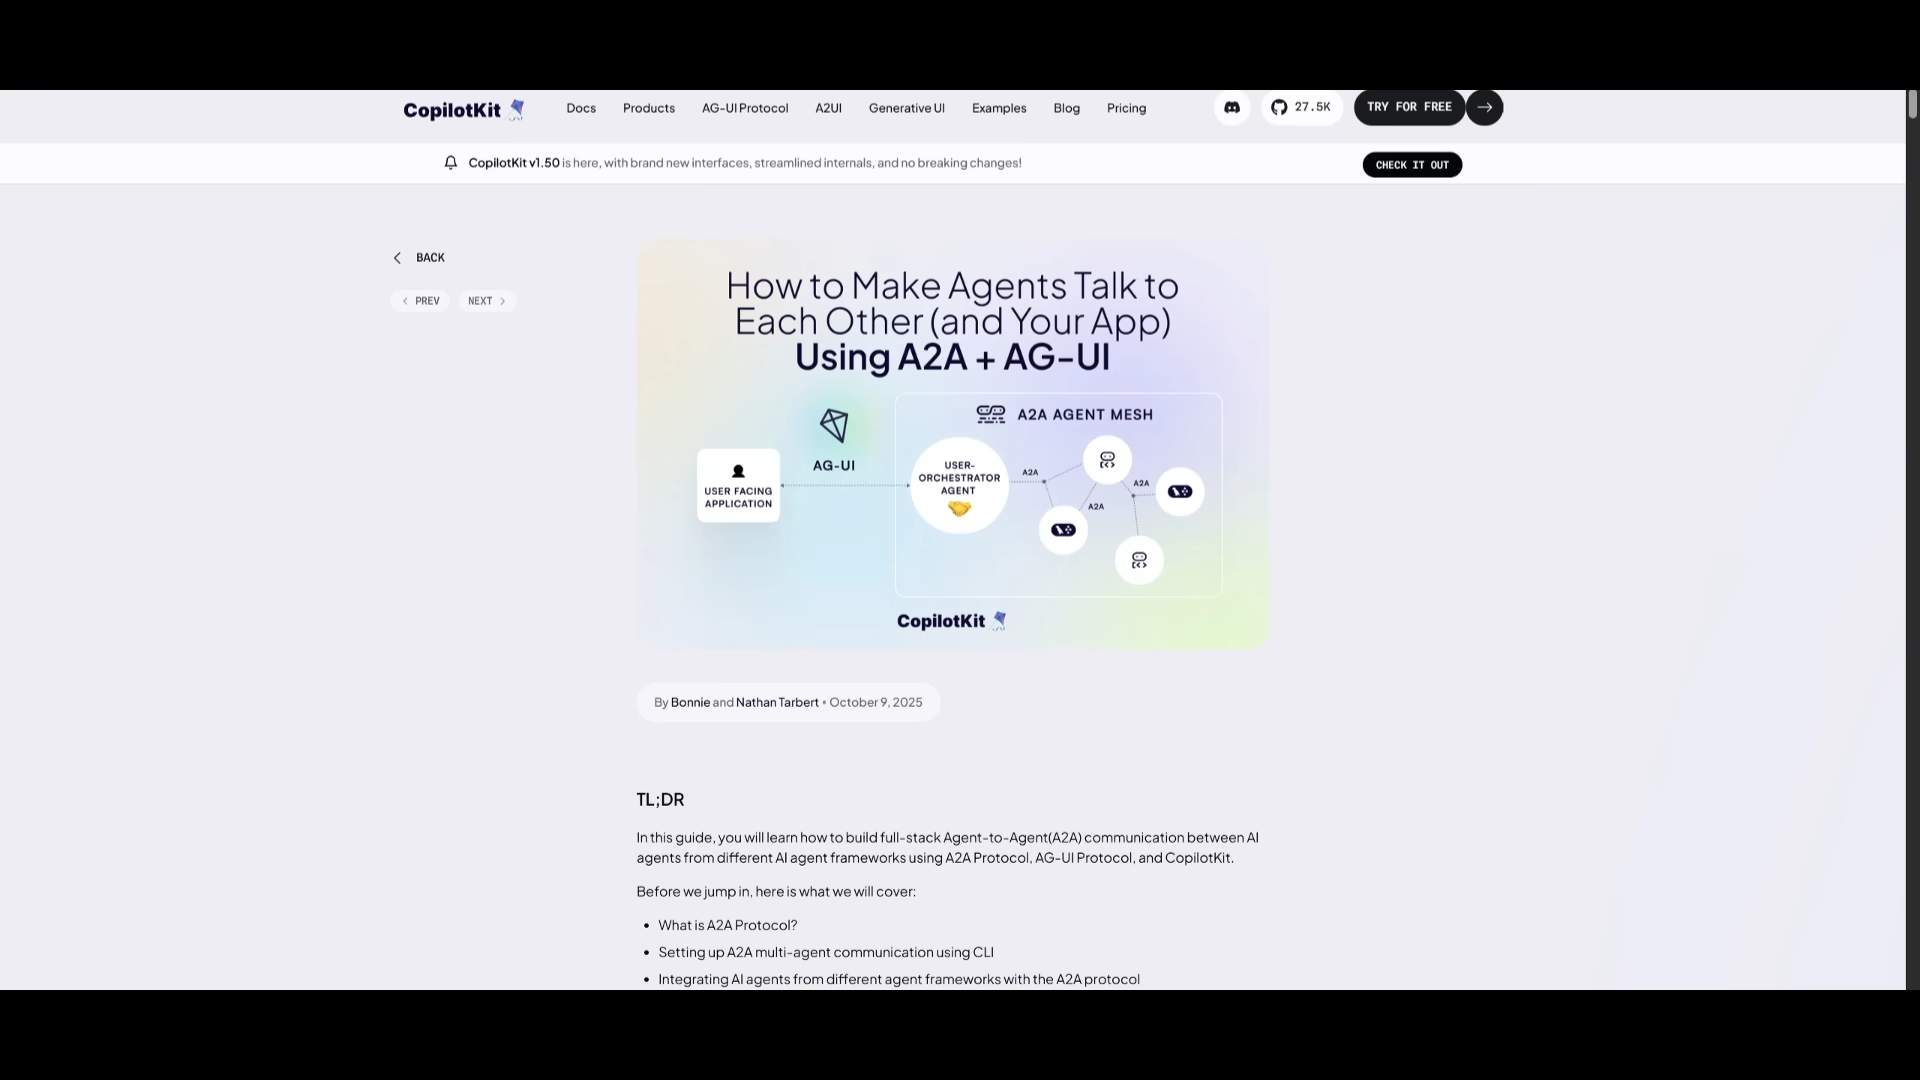 CopilotKit
Docs
Products
AG-UI Protocol
A2UI
Generative UI
Examples
Blog
Pricing
27.5K
TRY FOR FREE
CopilotKit v1.50 is here, with brand new interfaces, streamlined internals, and no breaking changes!
CHECK IT OUT
BACK
PREV
NEXT
How to Make Agents Talk to
Each Other (and Your App)
Using A2A + AG-UI
A2A AGENT MESH
AG-UI
USER FACING
APPLICATION
USER-
ORCHESTRATOR
AGENT
A2A
A2A
A2A
CopilotKit
By Bonnie and Nathan Tarbert • October 9, 2025
TL;DR
In this guide, you will learn how to build full-stack Agent-to-Agent(A2A) communication between AI
agents from different AI agent frameworks using A2A Protocol, AG-UI Protocol, and CopilotKit.
Before we jump in, here is what we will cover:
• What is A2A Protocol?
• Setting up A2A multi-agent communication using CLI
• Integrating AI agents from different agent frameworks with the A2A protocol